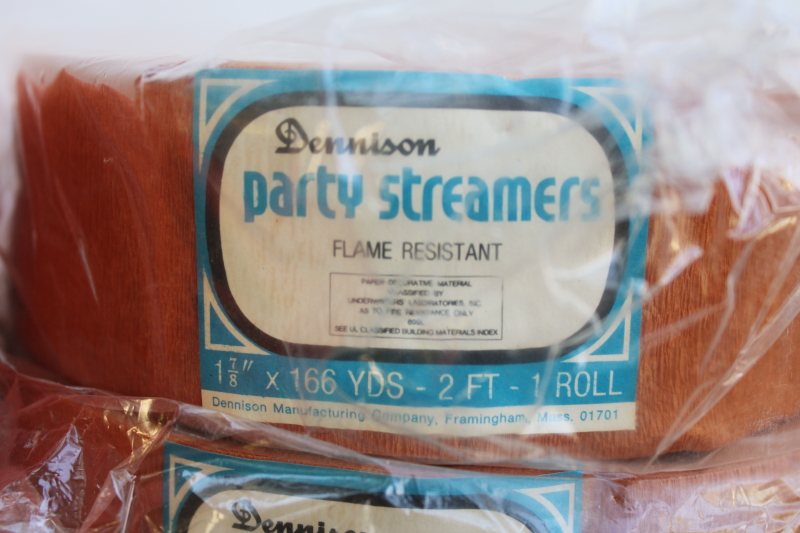 Dennison
party streamers
FLAME RESISTANT
PAPER DECORATIVE MATERIAL
CLASSIFIED BY
UNDERWRITERS LABORATORIES, INC.
AS TO FIRE RESISTANCE ONLY
SEE UL CLASSIFIED BUILDING MATERIALS INDEX
1 7/8" x 166 YDS - 2 FT - 1 ROLL
Dennison Manufacturing Company, Framingham, Mass. 01701
Dennison